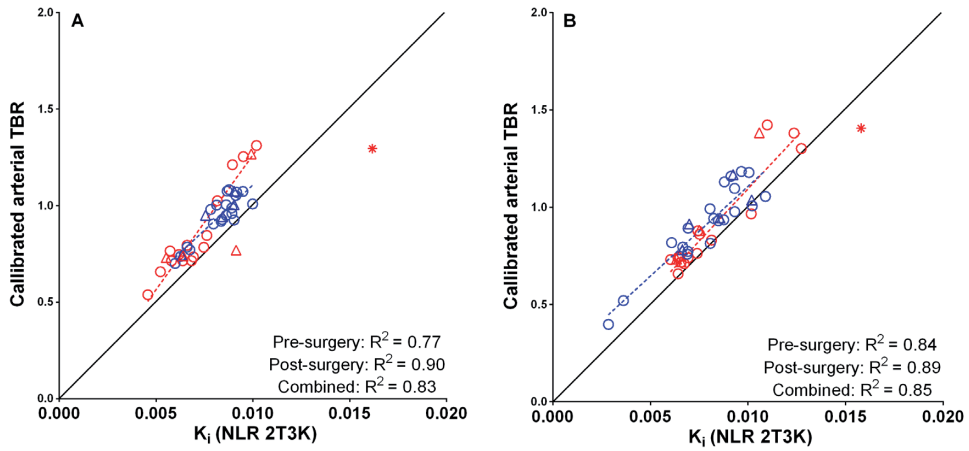 A
Callibrated arterial TBR
2.0
1.5
1.0
0.5
0.0
Pre-surgery: R² = 0.77
Post-surgery: R² = 0.90
Combined: R² = 0.83
0.000 0.005 0.010 0.015 0.020
Kᵢ (NLR 2T3K)
B
Callibrated arterial TBR
2.0
1.5
1.0
0.5
0.0
Pre-surgery: R² = 0.84
Post-surgery: R² = 0.89
Combined: R² = 0.85
0.000 0.005 0.010 0.015 0.020
Kᵢ (NLR 2T3K)